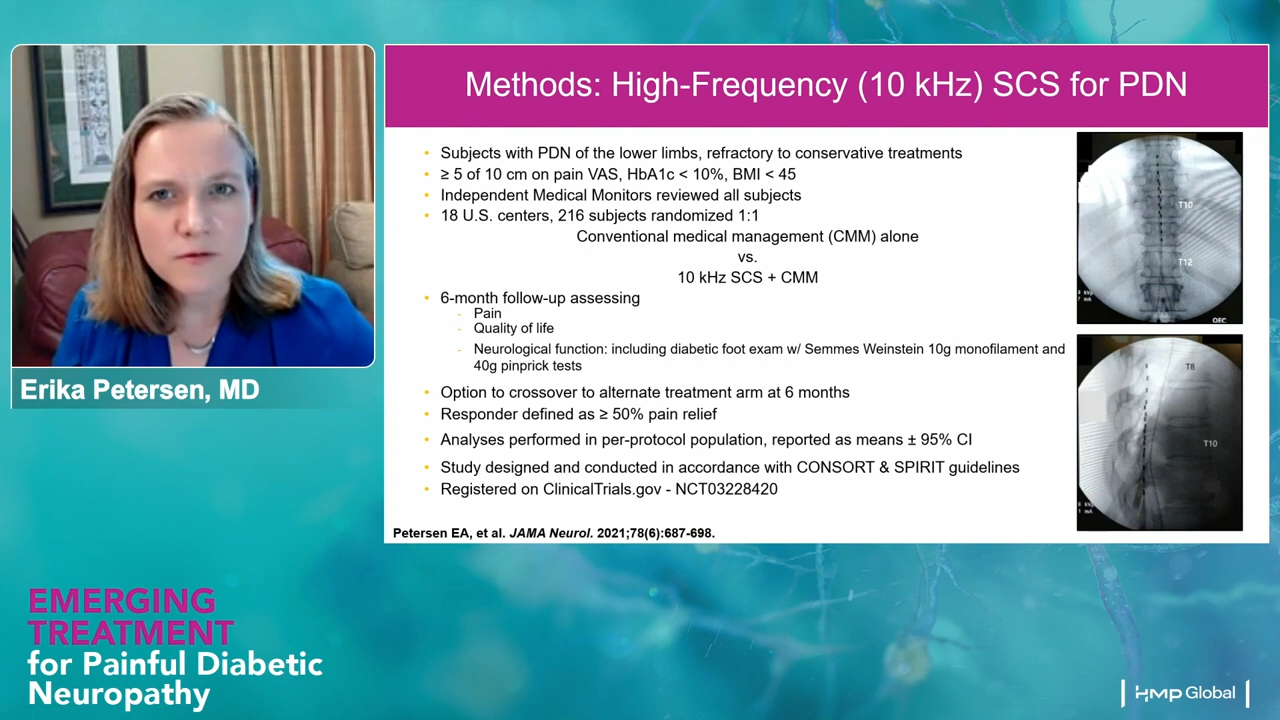 Methods: High-Frequency (10 kHz) SCS for PDN
• Subjects with PDN of the lower limbs, refractory to conservative treatments
• ≥ 5 of 10 cm on pain VAS, HbA1c < 10%, BMI < 45
• Independent Medical Monitors reviewed all subjects
• 18 U.S. centers, 216 subjects randomized 1:1
Conventional medical management (CMM) alone
vs.
10 kHz SCS + CMM
• 6-month follow-up assessing
- Pain
- Quality of life
- Neurological function: including diabetic foot exam w/ Semmes Weinstein 10g monofilament and
40g pinprick tests
• Option to crossover to alternate treatment arm at 6 months
• Responder defined as ≥ 50% pain relief
• Analyses performed in per-protocol population, reported as means ± 95% CI
• Study designed and conducted in accordance with CONSORT & SPIRIT guidelines
• Registered on ClinicalTrials.gov - NCT03228420
Petersen EA, et al. JAMA Neurol. 2021;78(6):687-698.
T10
T12
T8
T10
Erika Petersen, MD
EMERGING
TREATMENT
for Painful Diabetic
Neuropathy
HMP Global